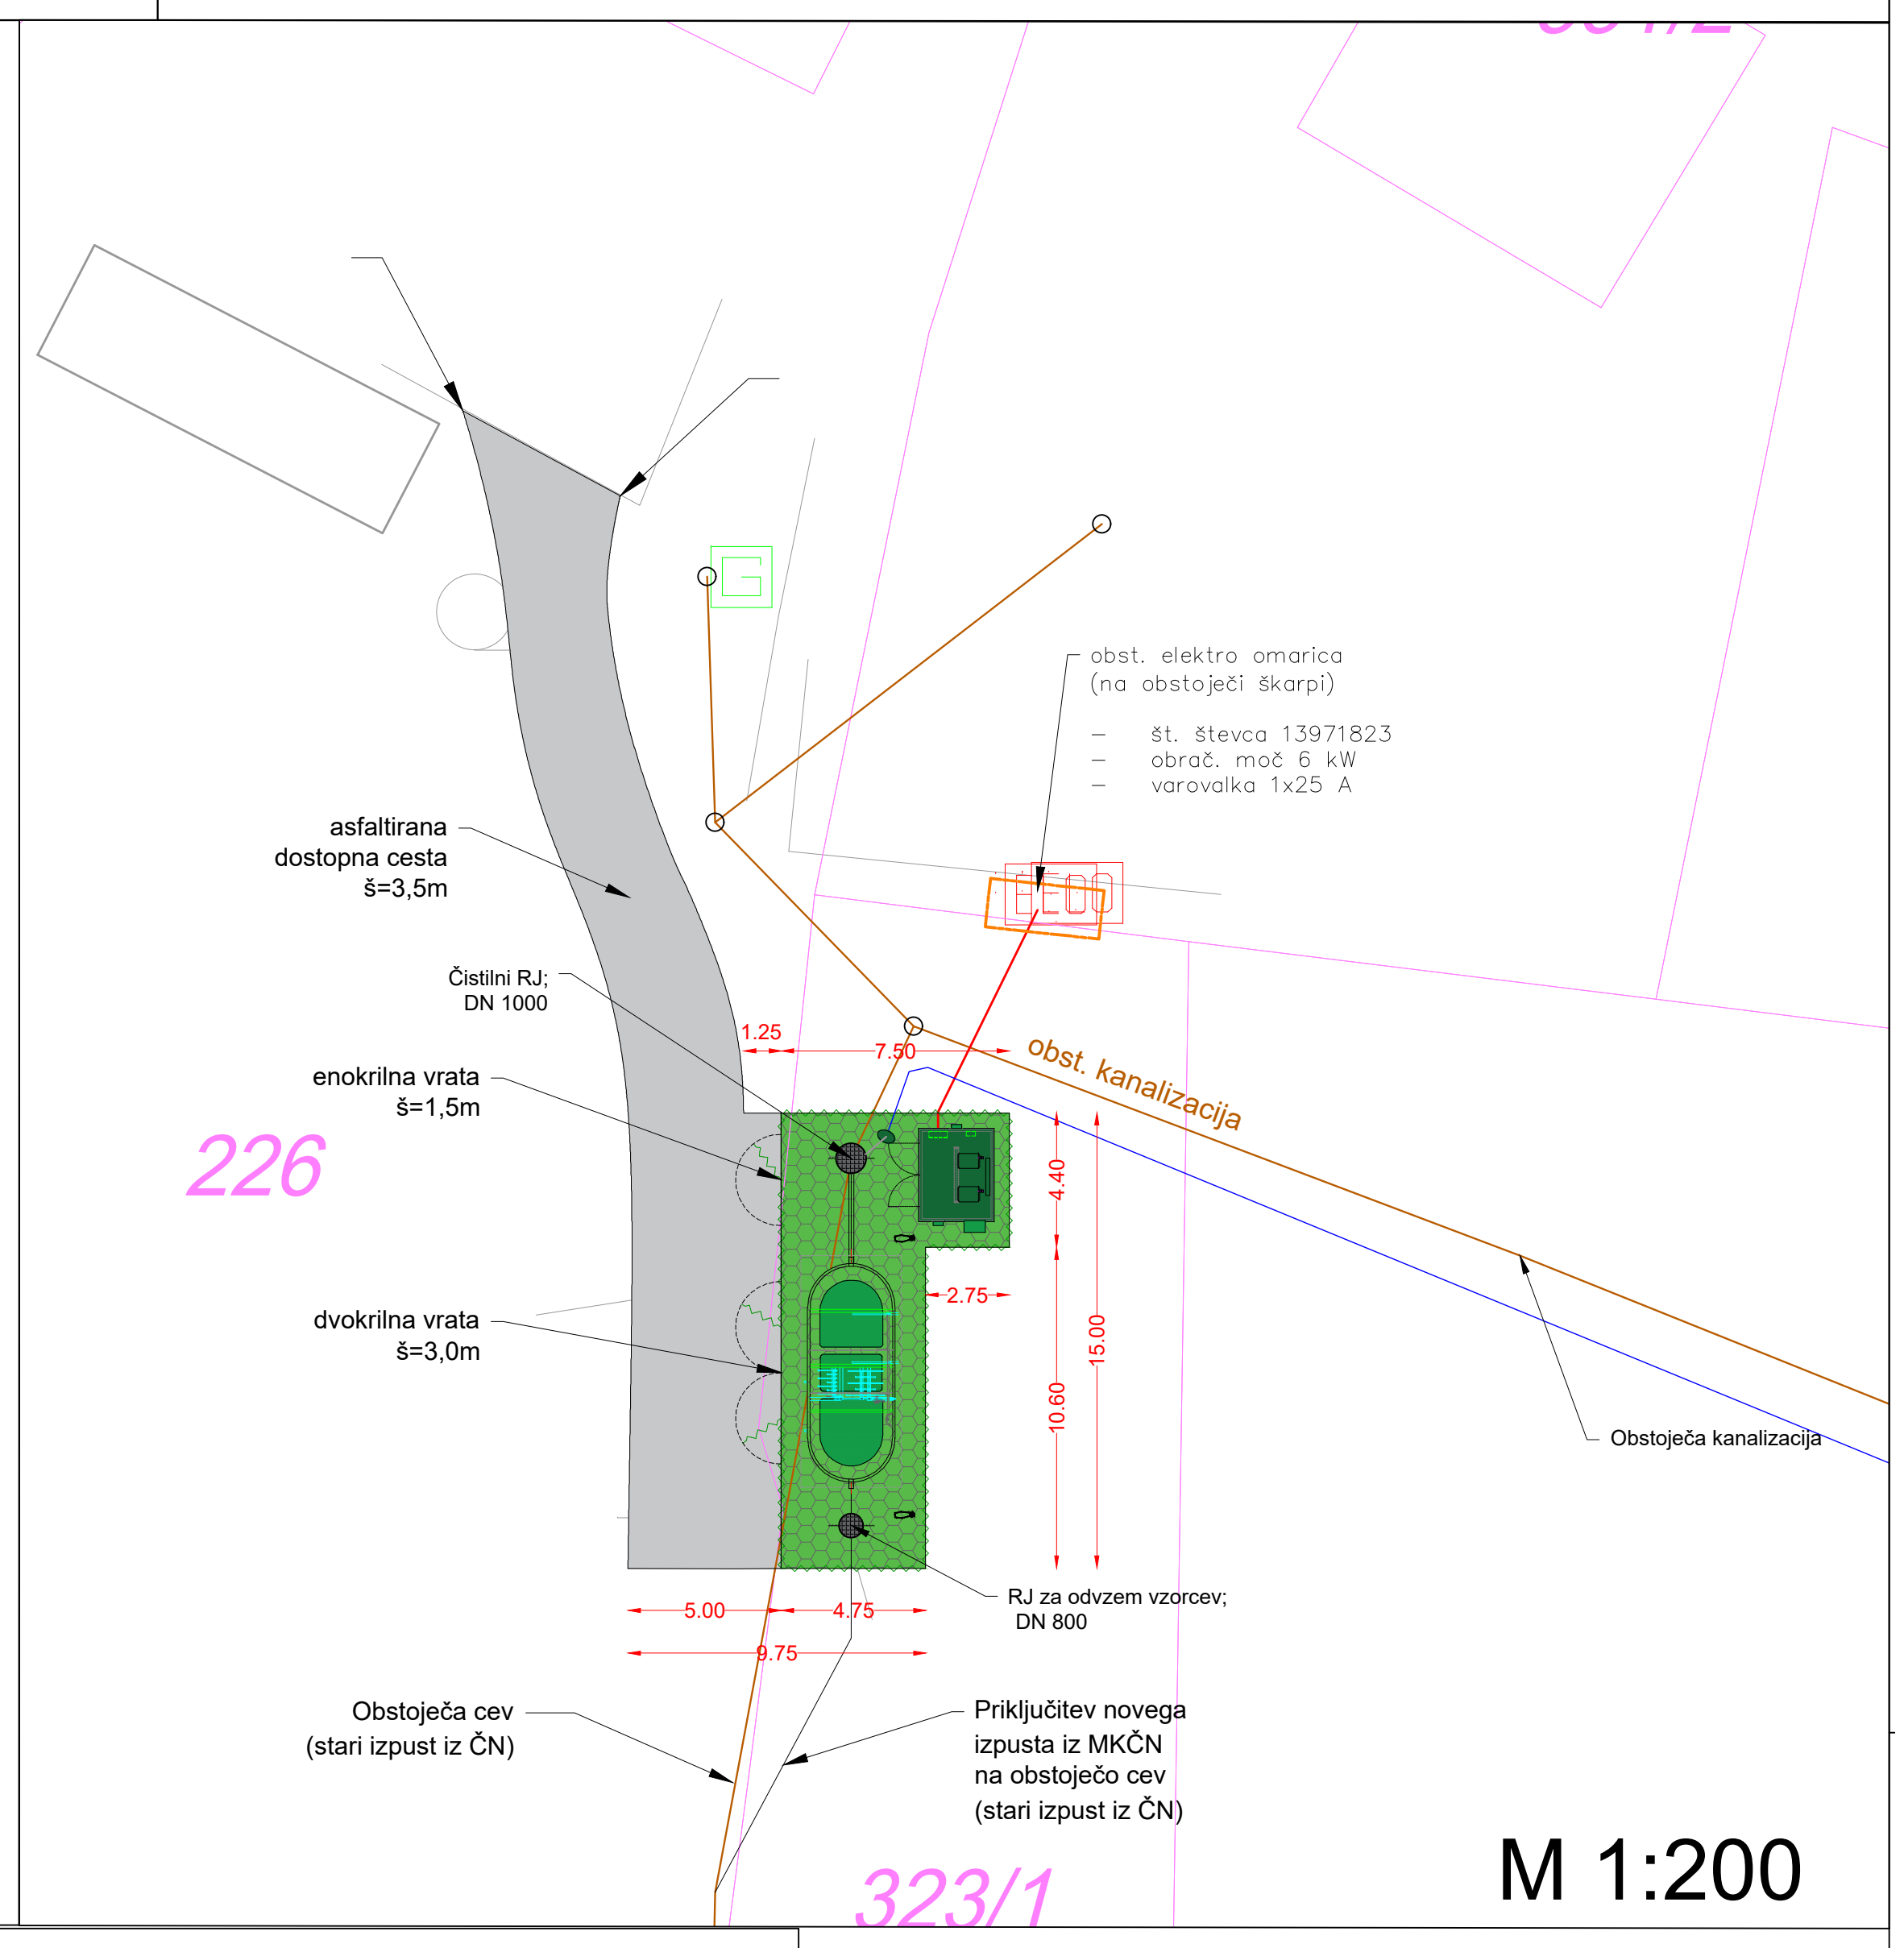 G
obst. elektro omarica
(na obstoječi škarpi)
– št. števca 13971823
– obrač. moč 6 kW
– varovalka 1x25 A
asfaltirana
dostopna cesta
š=3,5m
Čistilni RJ;
DN 1000
1.25
7.50
obst. kanalizacija
enokrilna vrata
š=1,5m
226
4.40
2.75
15.00
dvokrilna vrata
š=3,0m
10.60
Obstoječa kanalizacija
5.00
4.75
RJ za odvzem vzorcev;
DN 800
9.75
Obstoječa cev
(stari izpust iz ČN)
Priključitev novega
izpusta iz MKČN
na obstoječo cev
(stari izpust iz ČN)
323/1
M 1:200